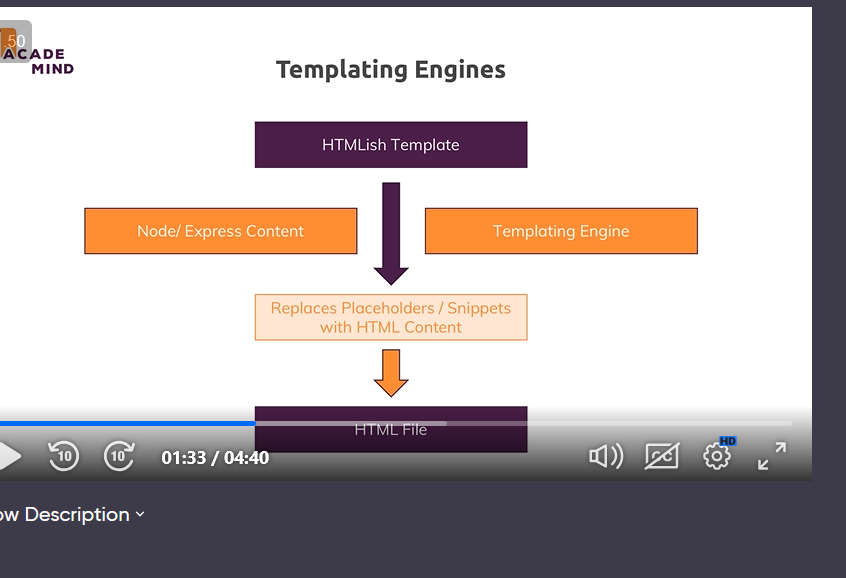 .50
ACADE
MIND
Templating Engines
HTMLish Template
Node/ Express Content
Templating Engine
Replaces Placeholders / Snippets
with HTML Content
HTML File
10
10
01:33 / 04:40
CC
HD
ow Description